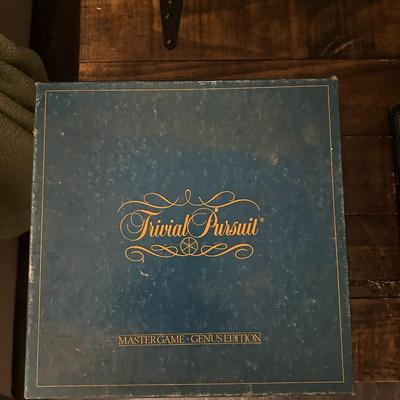 Trivial Pursuit®
MASTER GAME - GENUS EDITION